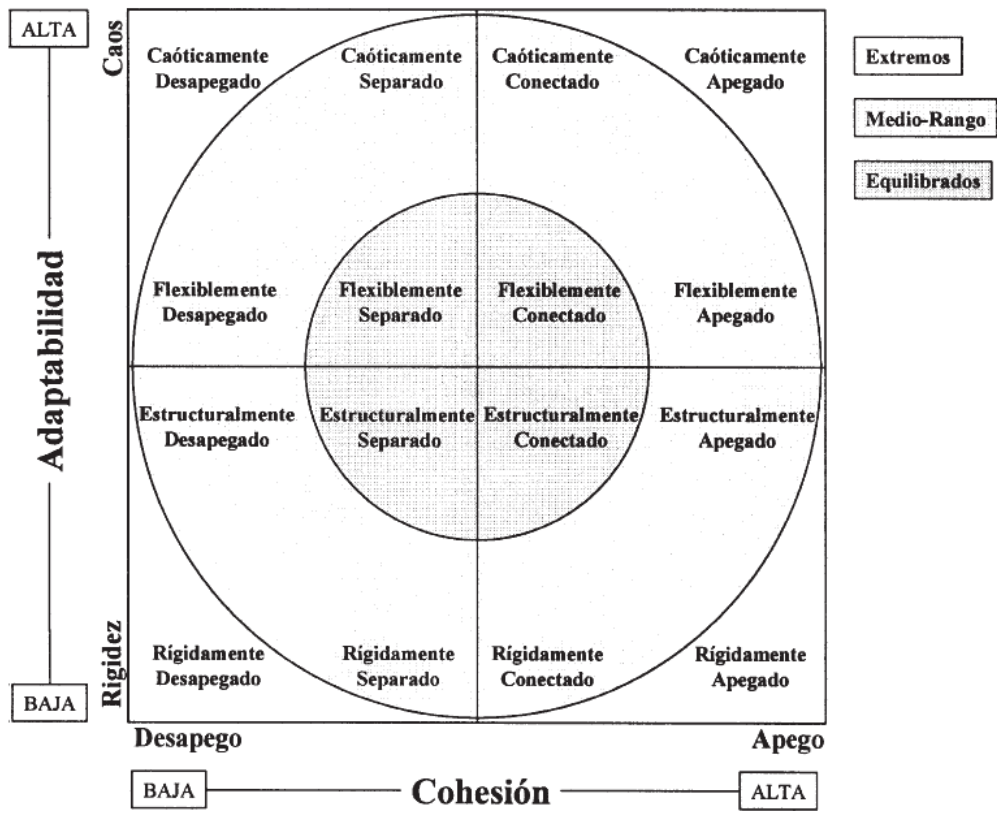 ALTA
Caos
Caóticamente
Desapegado
Caóticamente
Separado
Caóticamente
Conectado
Caóticamente
Apegado
Extremos
Medio-Rango
Equilibrados
Adaptabilidad
Flexiblemente
Desapegado
Flexiblemente
Separado
Flexiblemente
Conectado
Flexiblemente
Apegado
Estructuralmente
Desapegado
Estructuralmente
Separado
Estructuralmente
Conectado
Estructuralmente
Apegado
Rígidamente
Desapegado
Rígidamente
Separado
Rígidamente
Conectado
Rígidamente
Apegado
Rigidez
BAJA
Desapego
Apego
BAJA
Cohesión
ALTA